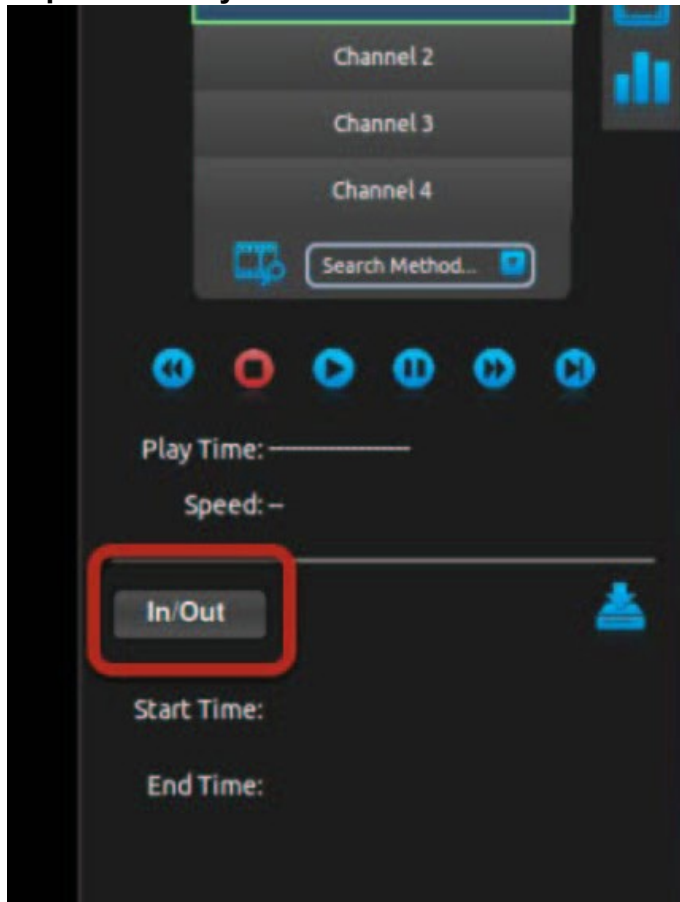 Channel 2
Channel 3
Channel 4
Search Method...
Play Time: ------------------
Speed: --
In/Out
Start Time:
End Time: